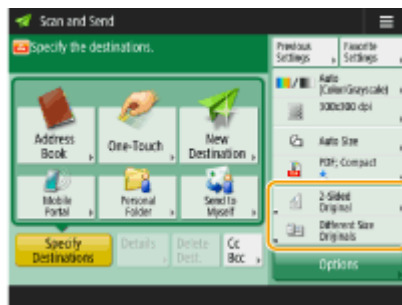 Scan and Send
Specify the destinations.
Previous
Settings
Favorite
Settings
Auto
(Color/Grayscale)
300x300 dpi
Address
Book
One-Touch
New
Destination
Auto Size
PDF; Compact
Mobile
Portal
Personal
Folder
Send to
Myself
2-Sided
Original
Different Size
Originals
Specify
Destinations
Details
Delete
Dest.
Cc
Bcc
Options